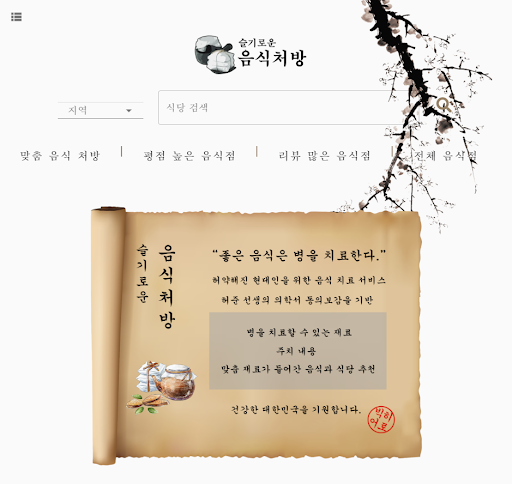 슬기로운
음식처방
지역
식당 검색
맞춤 음식 처방
평점 높은 음식점
리뷰 많은 음식점
전체 음식점
슬기로운
음식처방
“좋은 음식은 병을 치료한다.”
허약해진 현대인을 위한 음식 치료 서비스
허준 선생의 의학서 동의보감을 기반
병을 치료할 수 있는 재료
주치 내용
맞춤 재료가 들어간 음식과 식당 추천
건강한 대한민국을 기원합니다.